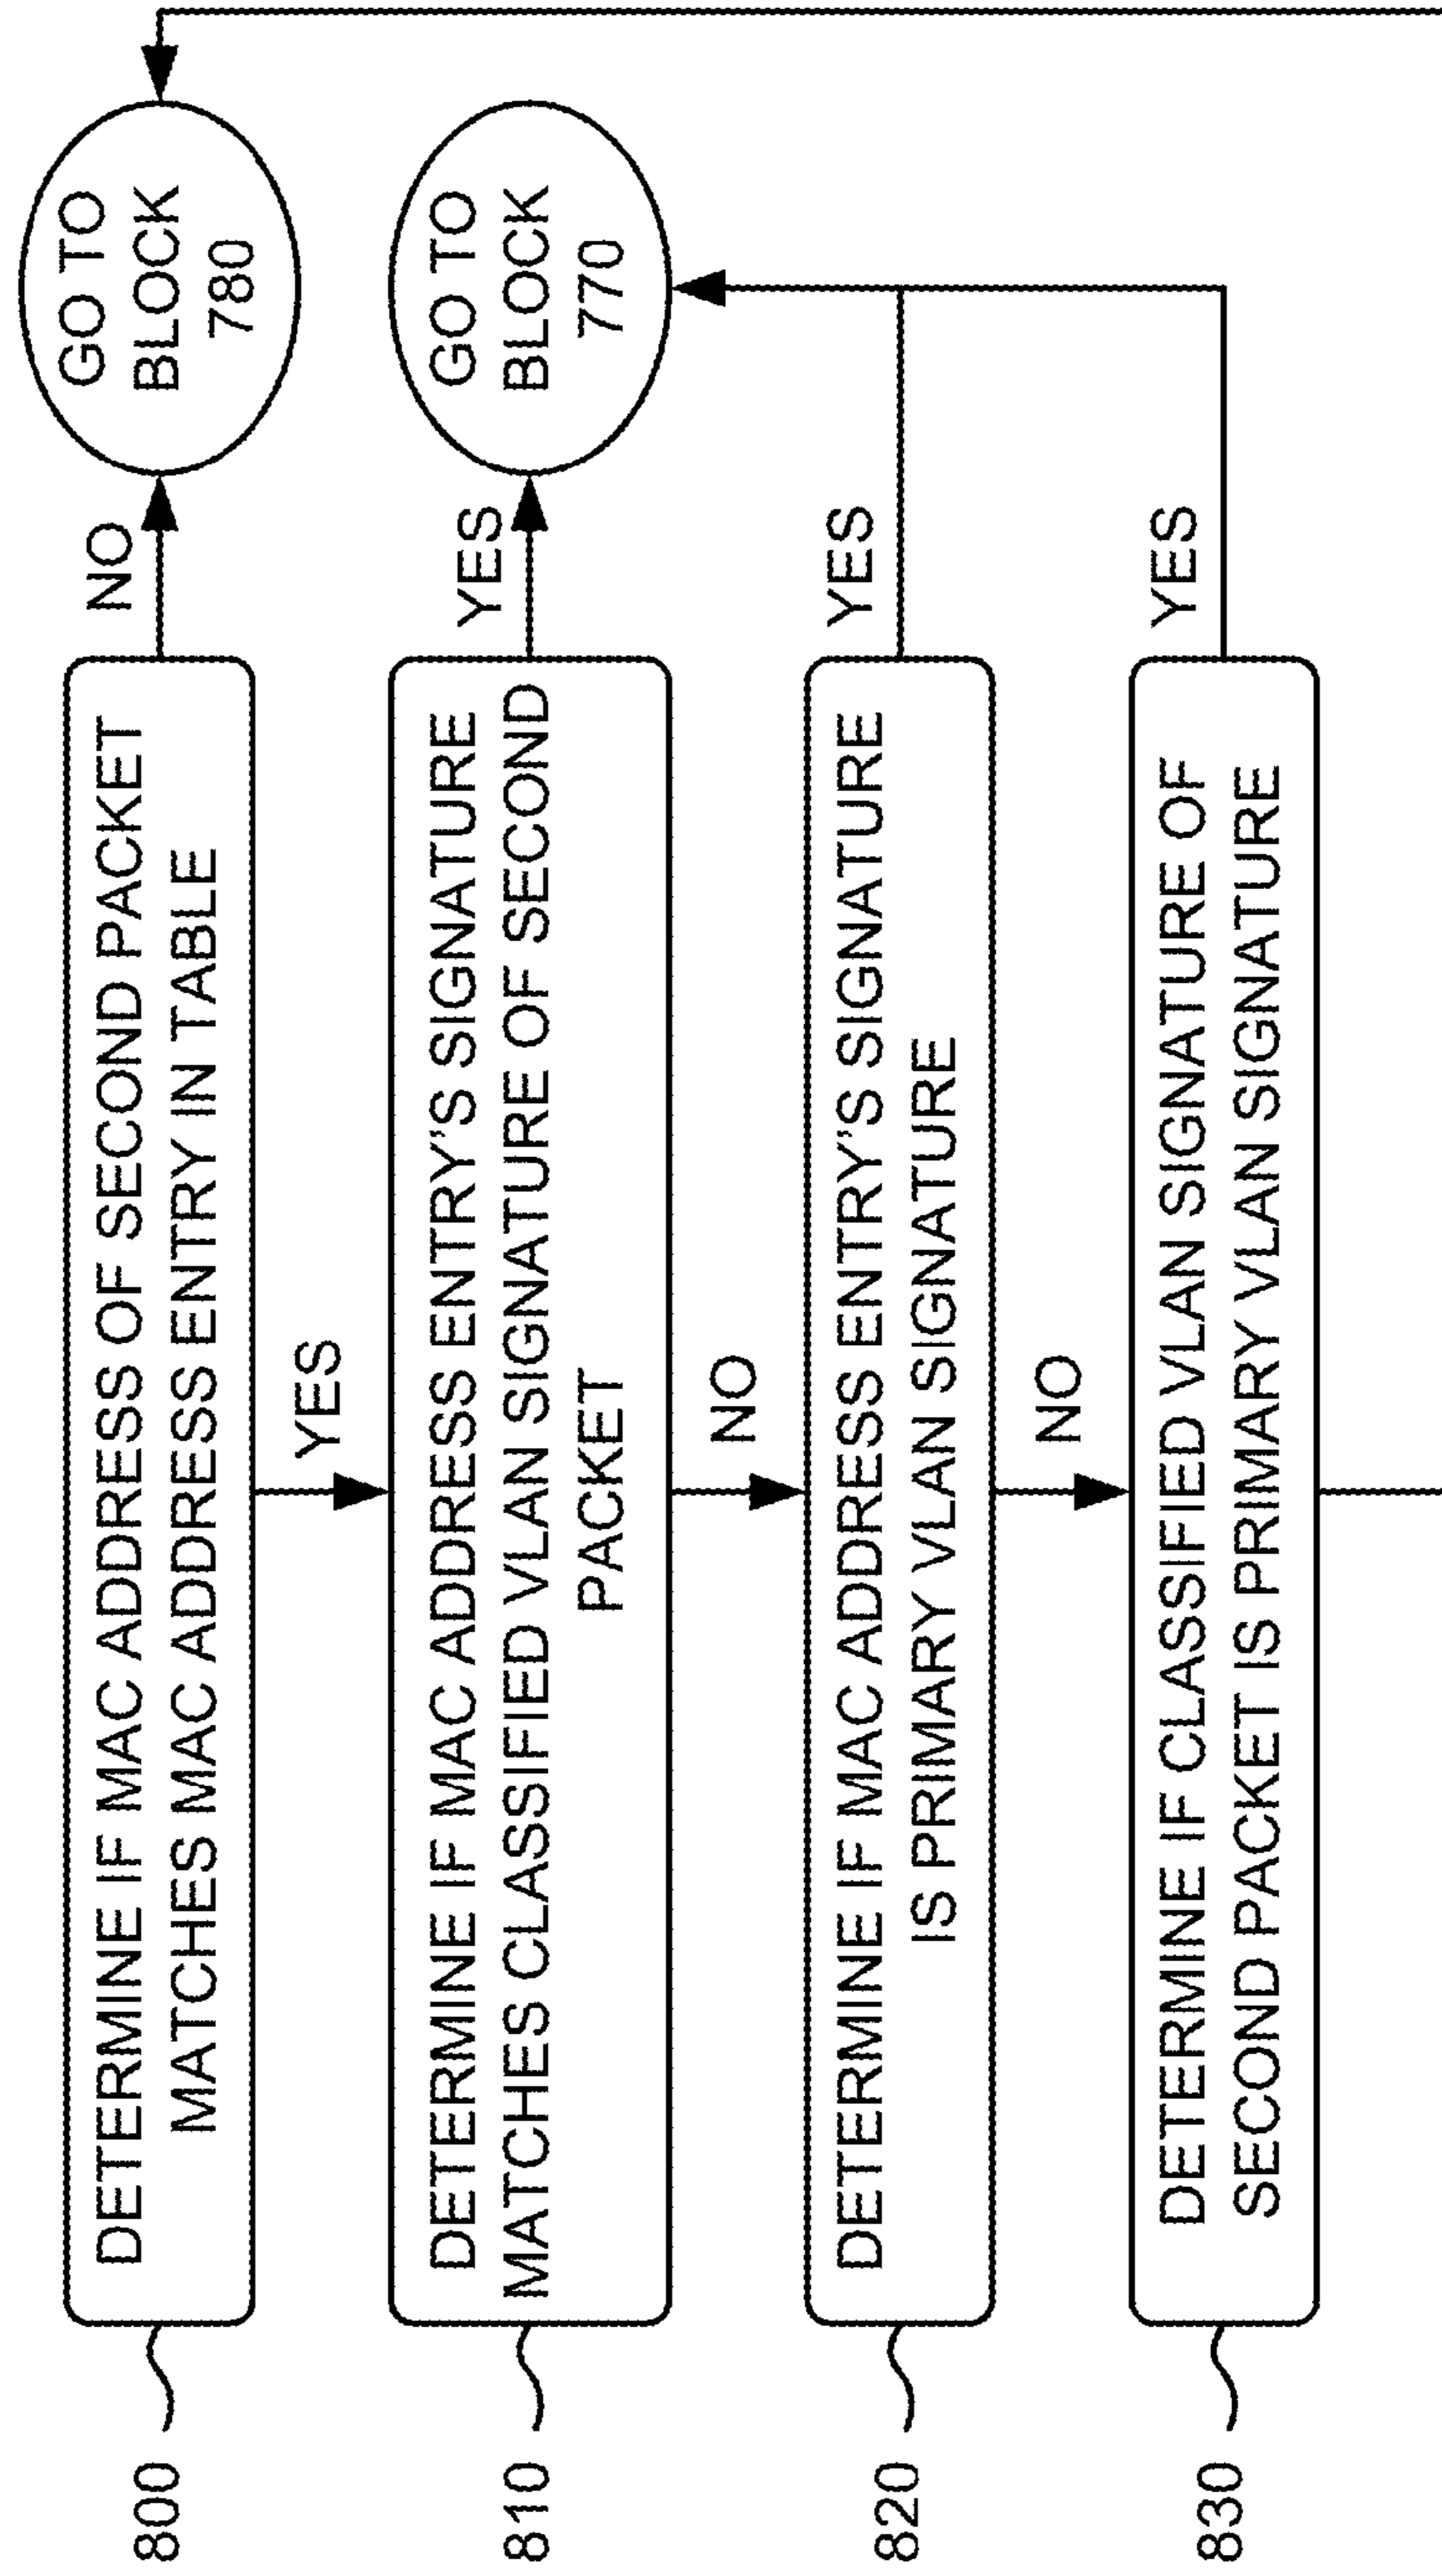 800
DETERMINE IF MAC ADDRESS OF SECOND PACKET
MATCHES MAC ADDRESS ENTRY IN TABLE
NO
GO TO
BLOCK
780
YES
810
DETERMINE IF MAC ADDRESS ENTRY'S SIGNATURE
MATCHES CLASSIFIED VLAN SIGNATURE OF SECOND
PACKET
YES
GO TO
BLOCK
770
NO
820
DETERMINE IF MAC ADDRESS ENTRY'S SIGNATURE
IS PRIMARY VLAN SIGNATURE
YES
NO
830
DETERMINE IF CLASSIFIED VLAN SIGNATURE OF
SECOND PACKET IS PRIMARY VLAN SIGNATURE
YES